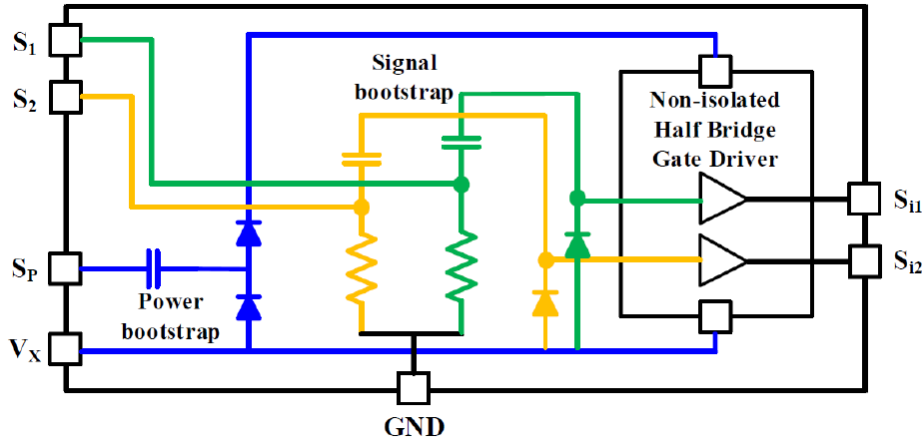 S1
S2
Signal
bootstrap
Non-isolated
Half Bridge
Gate Driver
Si1
Si2
SP
Power
bootstrap
VX
GND